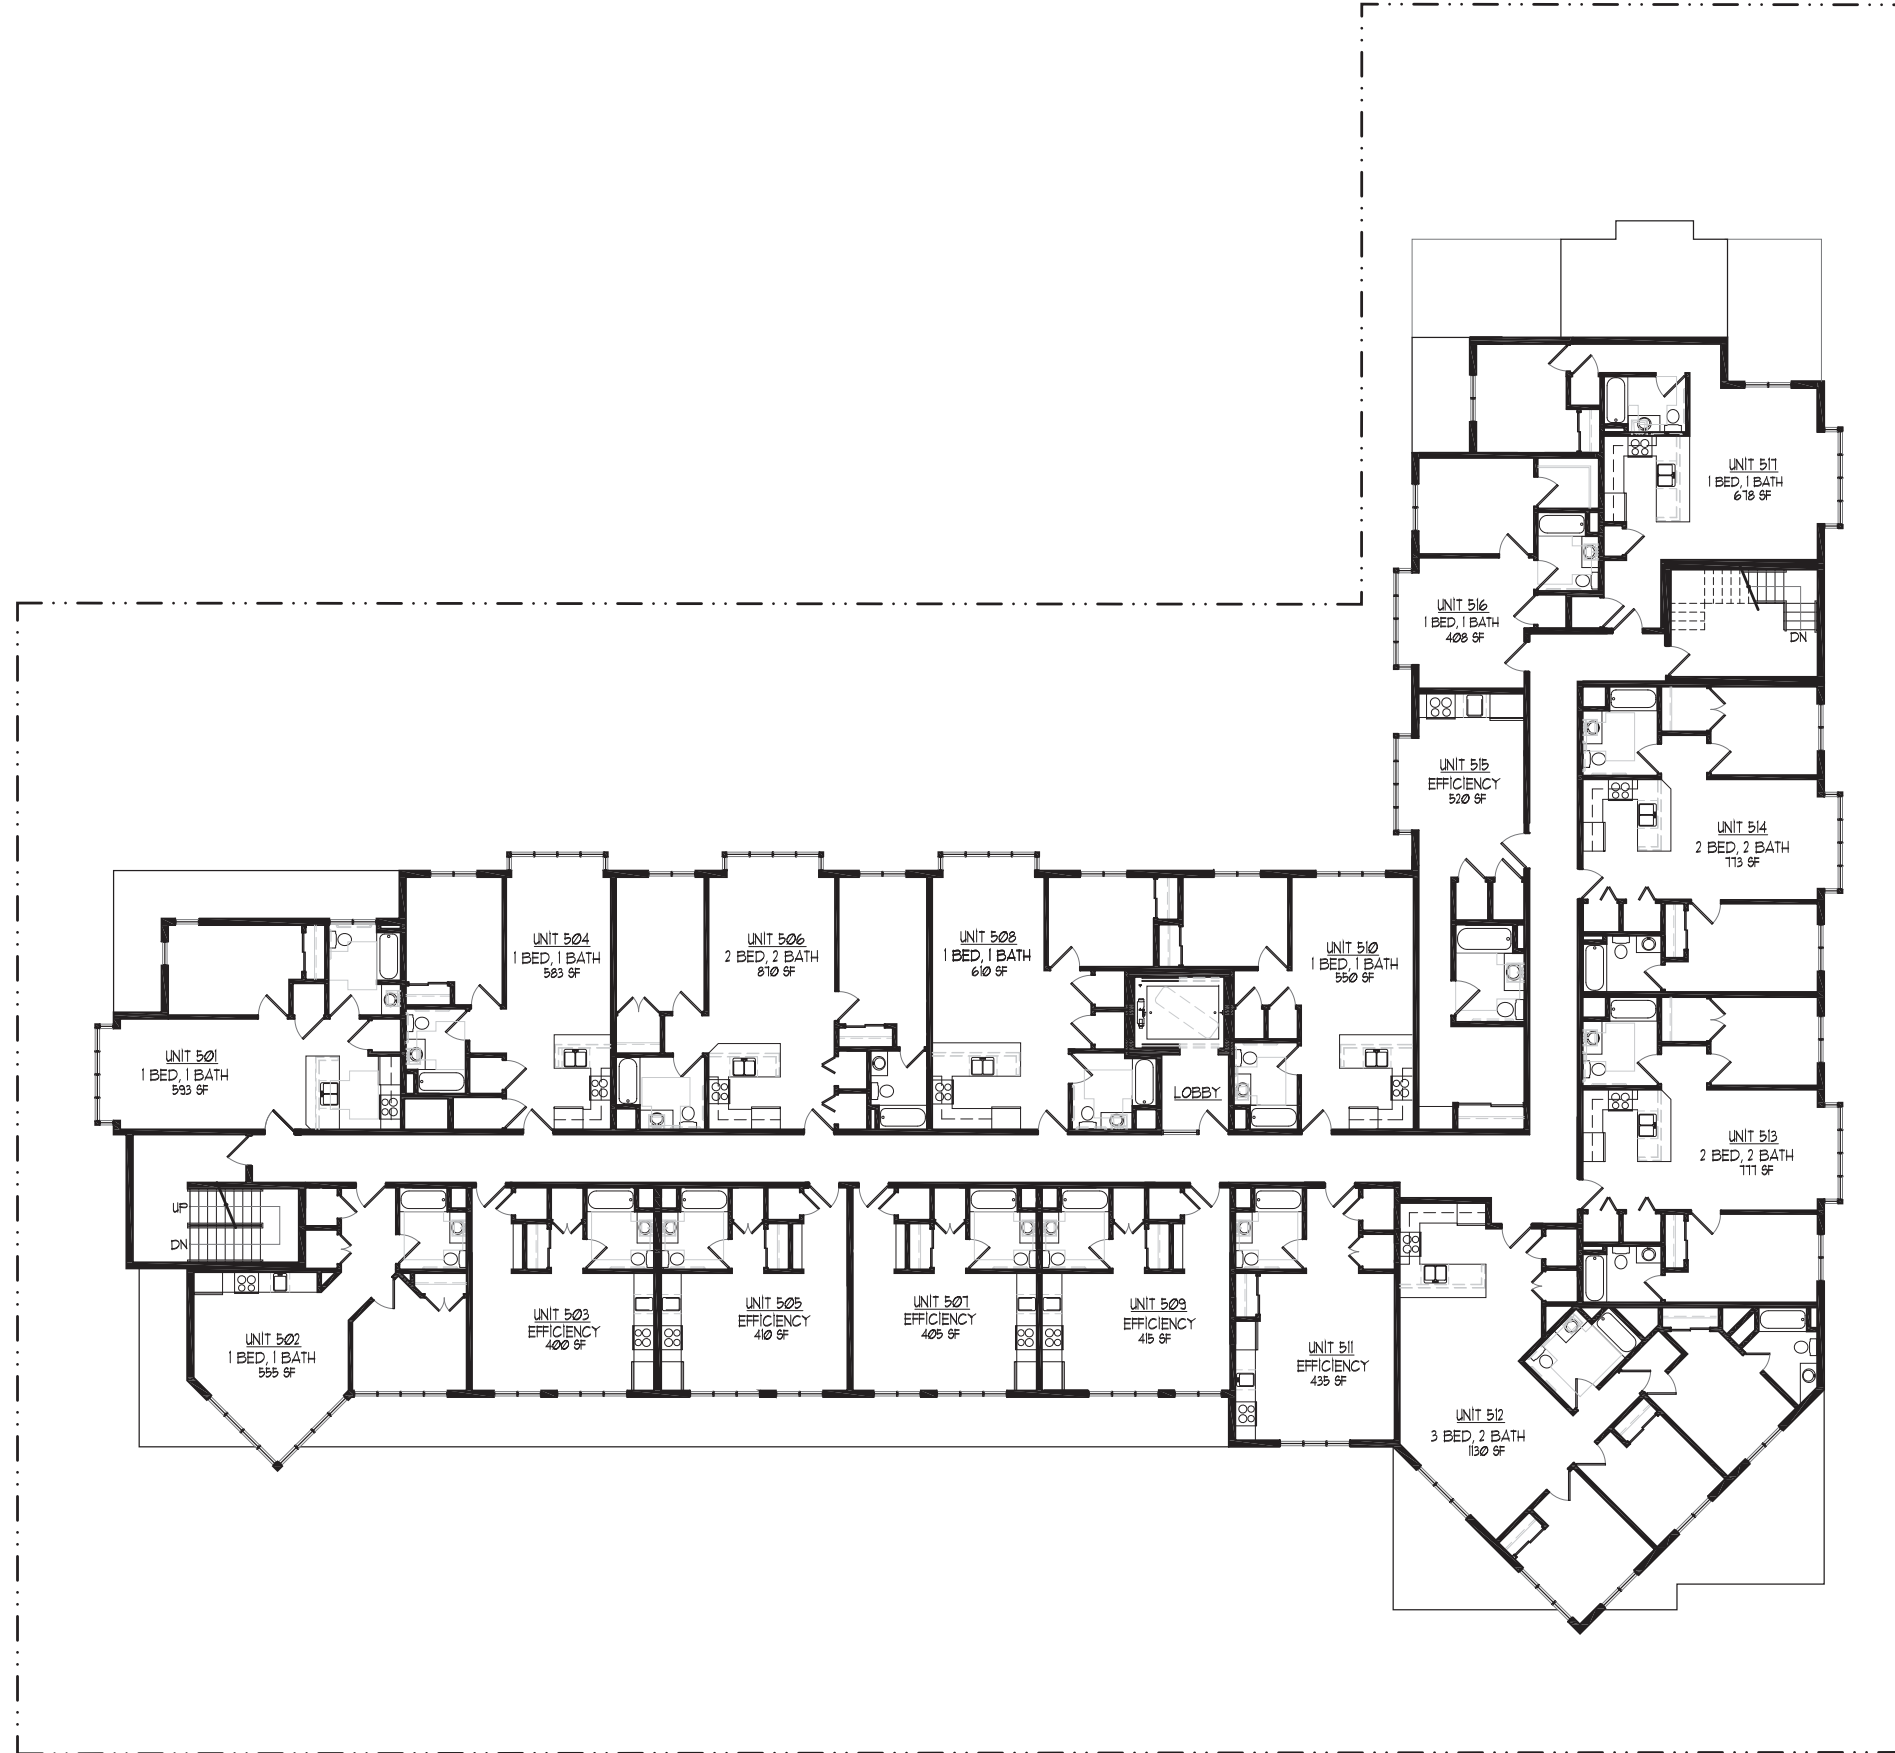 UNIT 517
1 BED, 1 BATH
678 SF
UNIT 516
1 BED, 1 BATH
408 SF
DN
UNIT 515
EFFICIENCY
520 SF
UNIT 514
2 BED, 2 BATH
773 SF
UNIT 504
1 BED, 1 BATH
583 SF
UNIT 506
2 BED, 2 BATH
870 SF
UNIT 508
1 BED, 1 BATH
610 SF
UNIT 510
1 BED, 1 BATH
550 SF
UNIT 501
1 BED, 1 BATH
593 SF
LOBBY
UNIT 513
2 BED, 2 BATH
777 SF
UP
DN
UNIT 502
1 BED, 1 BATH
555 SF
UNIT 503
EFFICIENCY
400 SF
UNIT 505
EFFICIENCY
410 SF
UNIT 507
EFFICIENCY
405 SF
UNIT 509
EFFICIENCY
415 SF
UNIT 511
EFFICIENCY
435 SF
UNIT 512
3 BED, 2 BATH
1130 SF